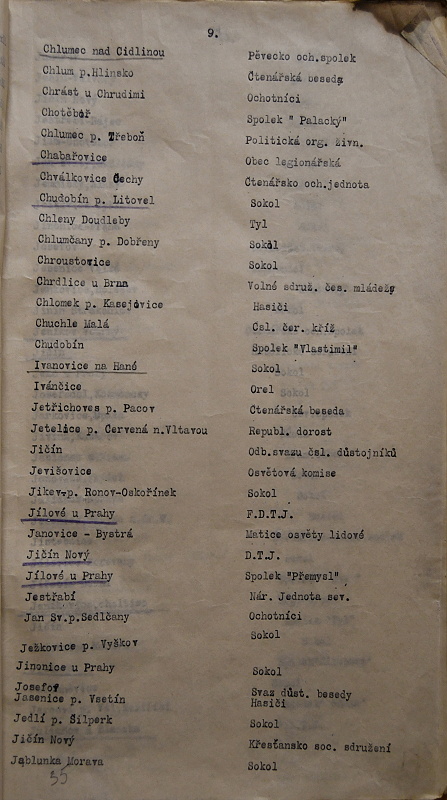 9.
Chlumec nad Cidlinou Pěvecko och.spolek
Chlum p.Hlinsko Čtenářská beseda
Chrást u Chrudimi Ochotníci
Chotěboř Spolek " Palacký"
Chlumec p. Třeboň Politická org. živn.
Chabařovice Obec legionářská
Chválkovice Čechy Čtenářsko och.jednota
Chudobín p. Litovel Sokol
Chleny Doudleby Tyl
Chlumčany p. Dobřeny Sokol
Chroustovice Sokol
Chrdlice u Brna Volné sdruž. čes. mládeže
Chlomek p. Kasejovice Hasiči
Chuchle Malá Čsl. čer. kříž
Chudobín Spolek "Vlastimil"
Ivanovice na Hané Sokol
Ivánčice Orel
Jetřichoves p. Pacov Čtenářská beseda
Jetelice p. Červená n.Vltavou Republ. dorost
Jičín Odb.svazu čsl. důstojníků
Jevišovice Osvětová komise
Jikev p. Ronov-Oskořínek Sokol
Jílové u Prahy F.D.T.J.
Janovice - Bystrá Matice osvěty lidové
Jičín Nový D.T.J.
Jílové u Prahy Spolek "Přemysl"
Jestřabí Nár. Jednota sev.
Jan Sv.p.Sedlčany Ochotníci
Ježkovice p. Vyškov Sokol
Jinonice u Prahy Sokol
Josefov Svaz důst. besedy
Jasenice p. Vsetín Hasiči
Jedlí p. Šilperk Sokol
Jičín Nový Křesťansko soc. sdružení
Jablunka Morava Sokol
35